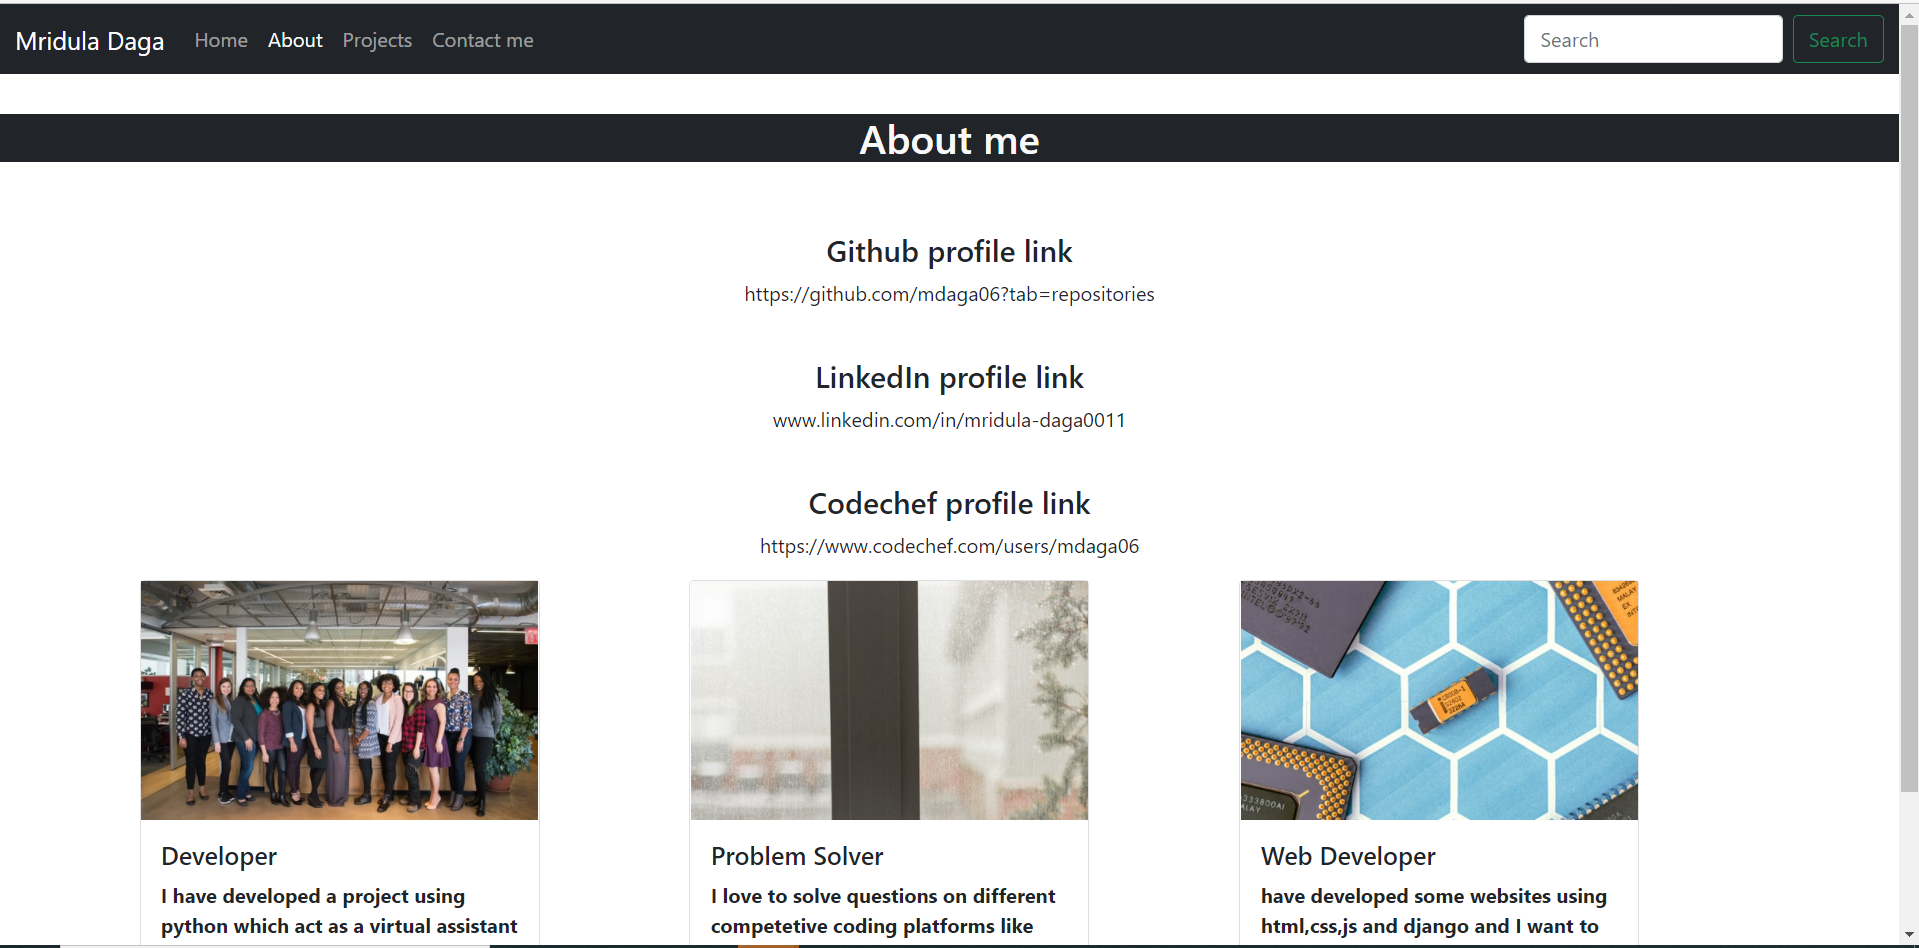 Mridula Daga Home About Projects Contact me Search Search
About me
Github profile link
https://github.com/mdaga06?tab=repositories
LinkedIn profile link
www.linkedin.com/in/mridula-daga0011
Codechef profile link
https://www.codechef.com/users/mdaga06
Developer
I have developed a project using
python which act as a virtual assistant
Problem Solver
I love to solve questions on different
competetive coding platforms like
Web Developer
have developed some websites using
html,css,js and django and I want to